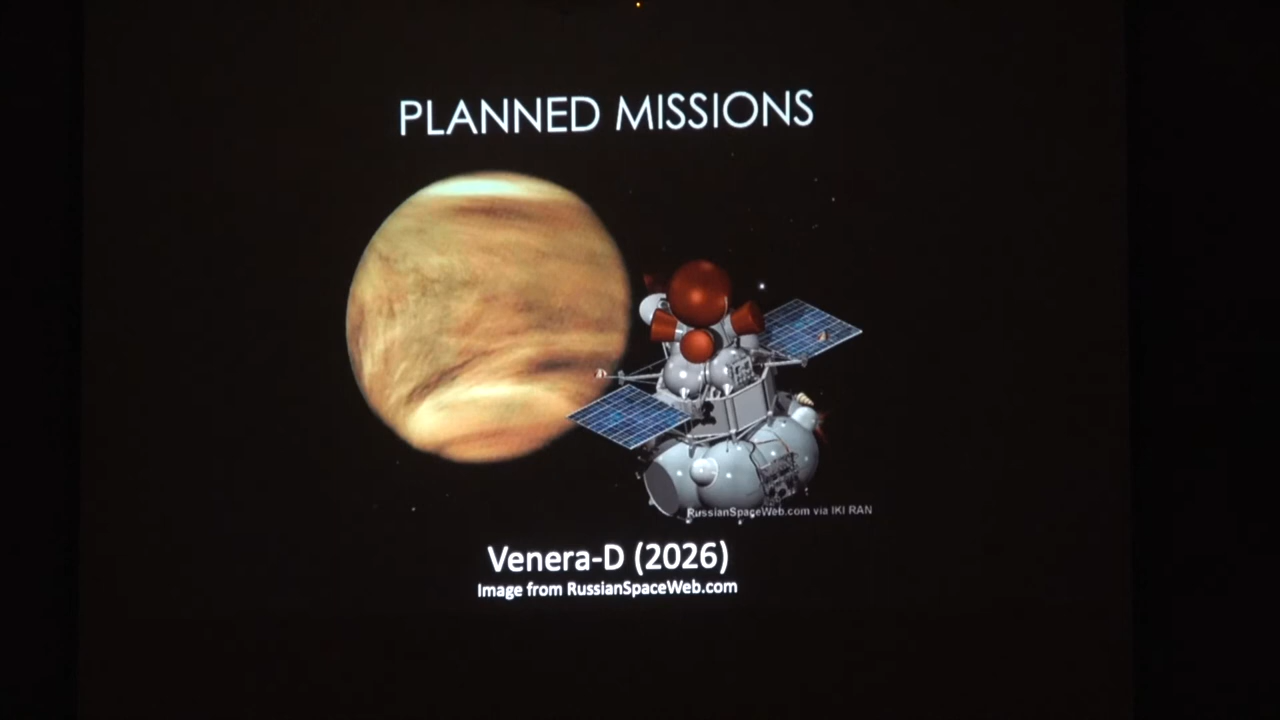 PLANNED MISSIONS
RussianSpaceWeb.com via IKI RAN
Venera-D (2026)
Image from RussianSpaceWeb.com